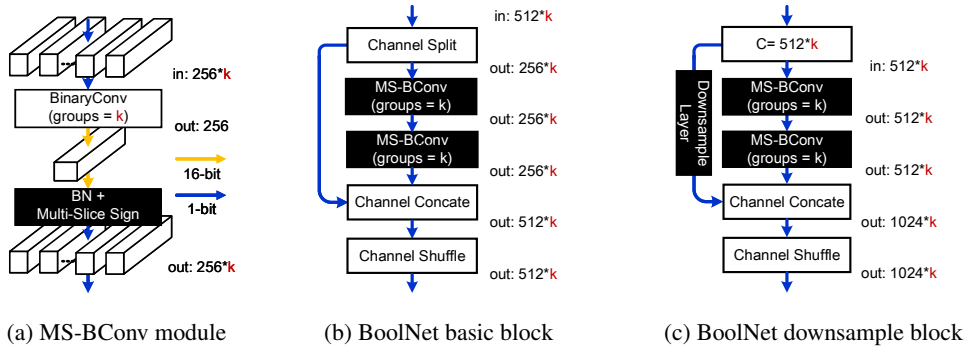 in: 256*k
BinaryConv
(groups = k)
out: 256
16-bit
1-bit
BN +
Multi-Slice Sign
out: 256*k
(a) MS-BConv module
in: 512*k
Channel Split
out: 256*k
MS-BConv
(groups = k)
out: 256*k
MS-BConv
(groups = k)
out: 256*k
Channel Concate
out: 512*k
Channel Shuffle
out: 512*k
(b) BoolNet basic block
C= 512*k
in: 512*k
Downsample
Layer
MS-BConv
(groups = k)
out: 512*k
MS-BConv
(groups = k)
out: 512*k
Channel Concate
out: 1024*k
Channel Shuffle
out: 1024*k
(c) BoolNet downsample block